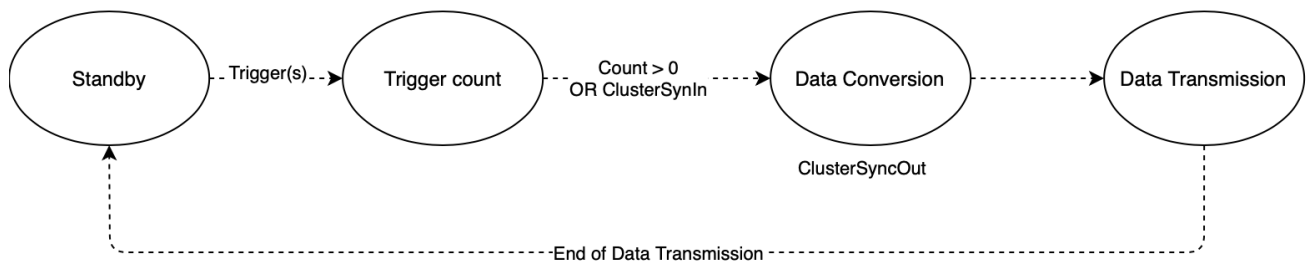 Standby
Trigger(s)
Trigger count
Count > 0
OR ClusterSynIn
Data Conversion
Data Transmission
ClusterSyncOut
End of Data Transmission